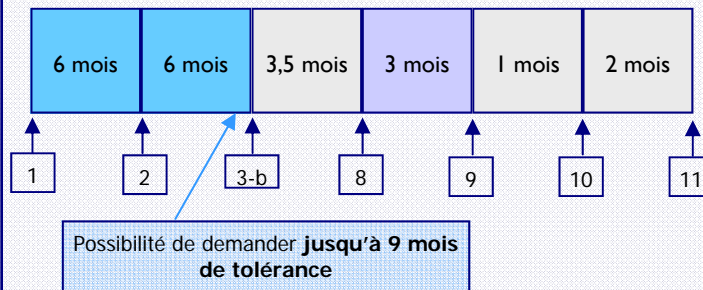 6 mois 6 mois 3,5 mois 3 mois 1 mois 2 mois
1 2 3-b 8 9 10 11
Possibilité de demander jusqu'à 9 mois
de tolérance